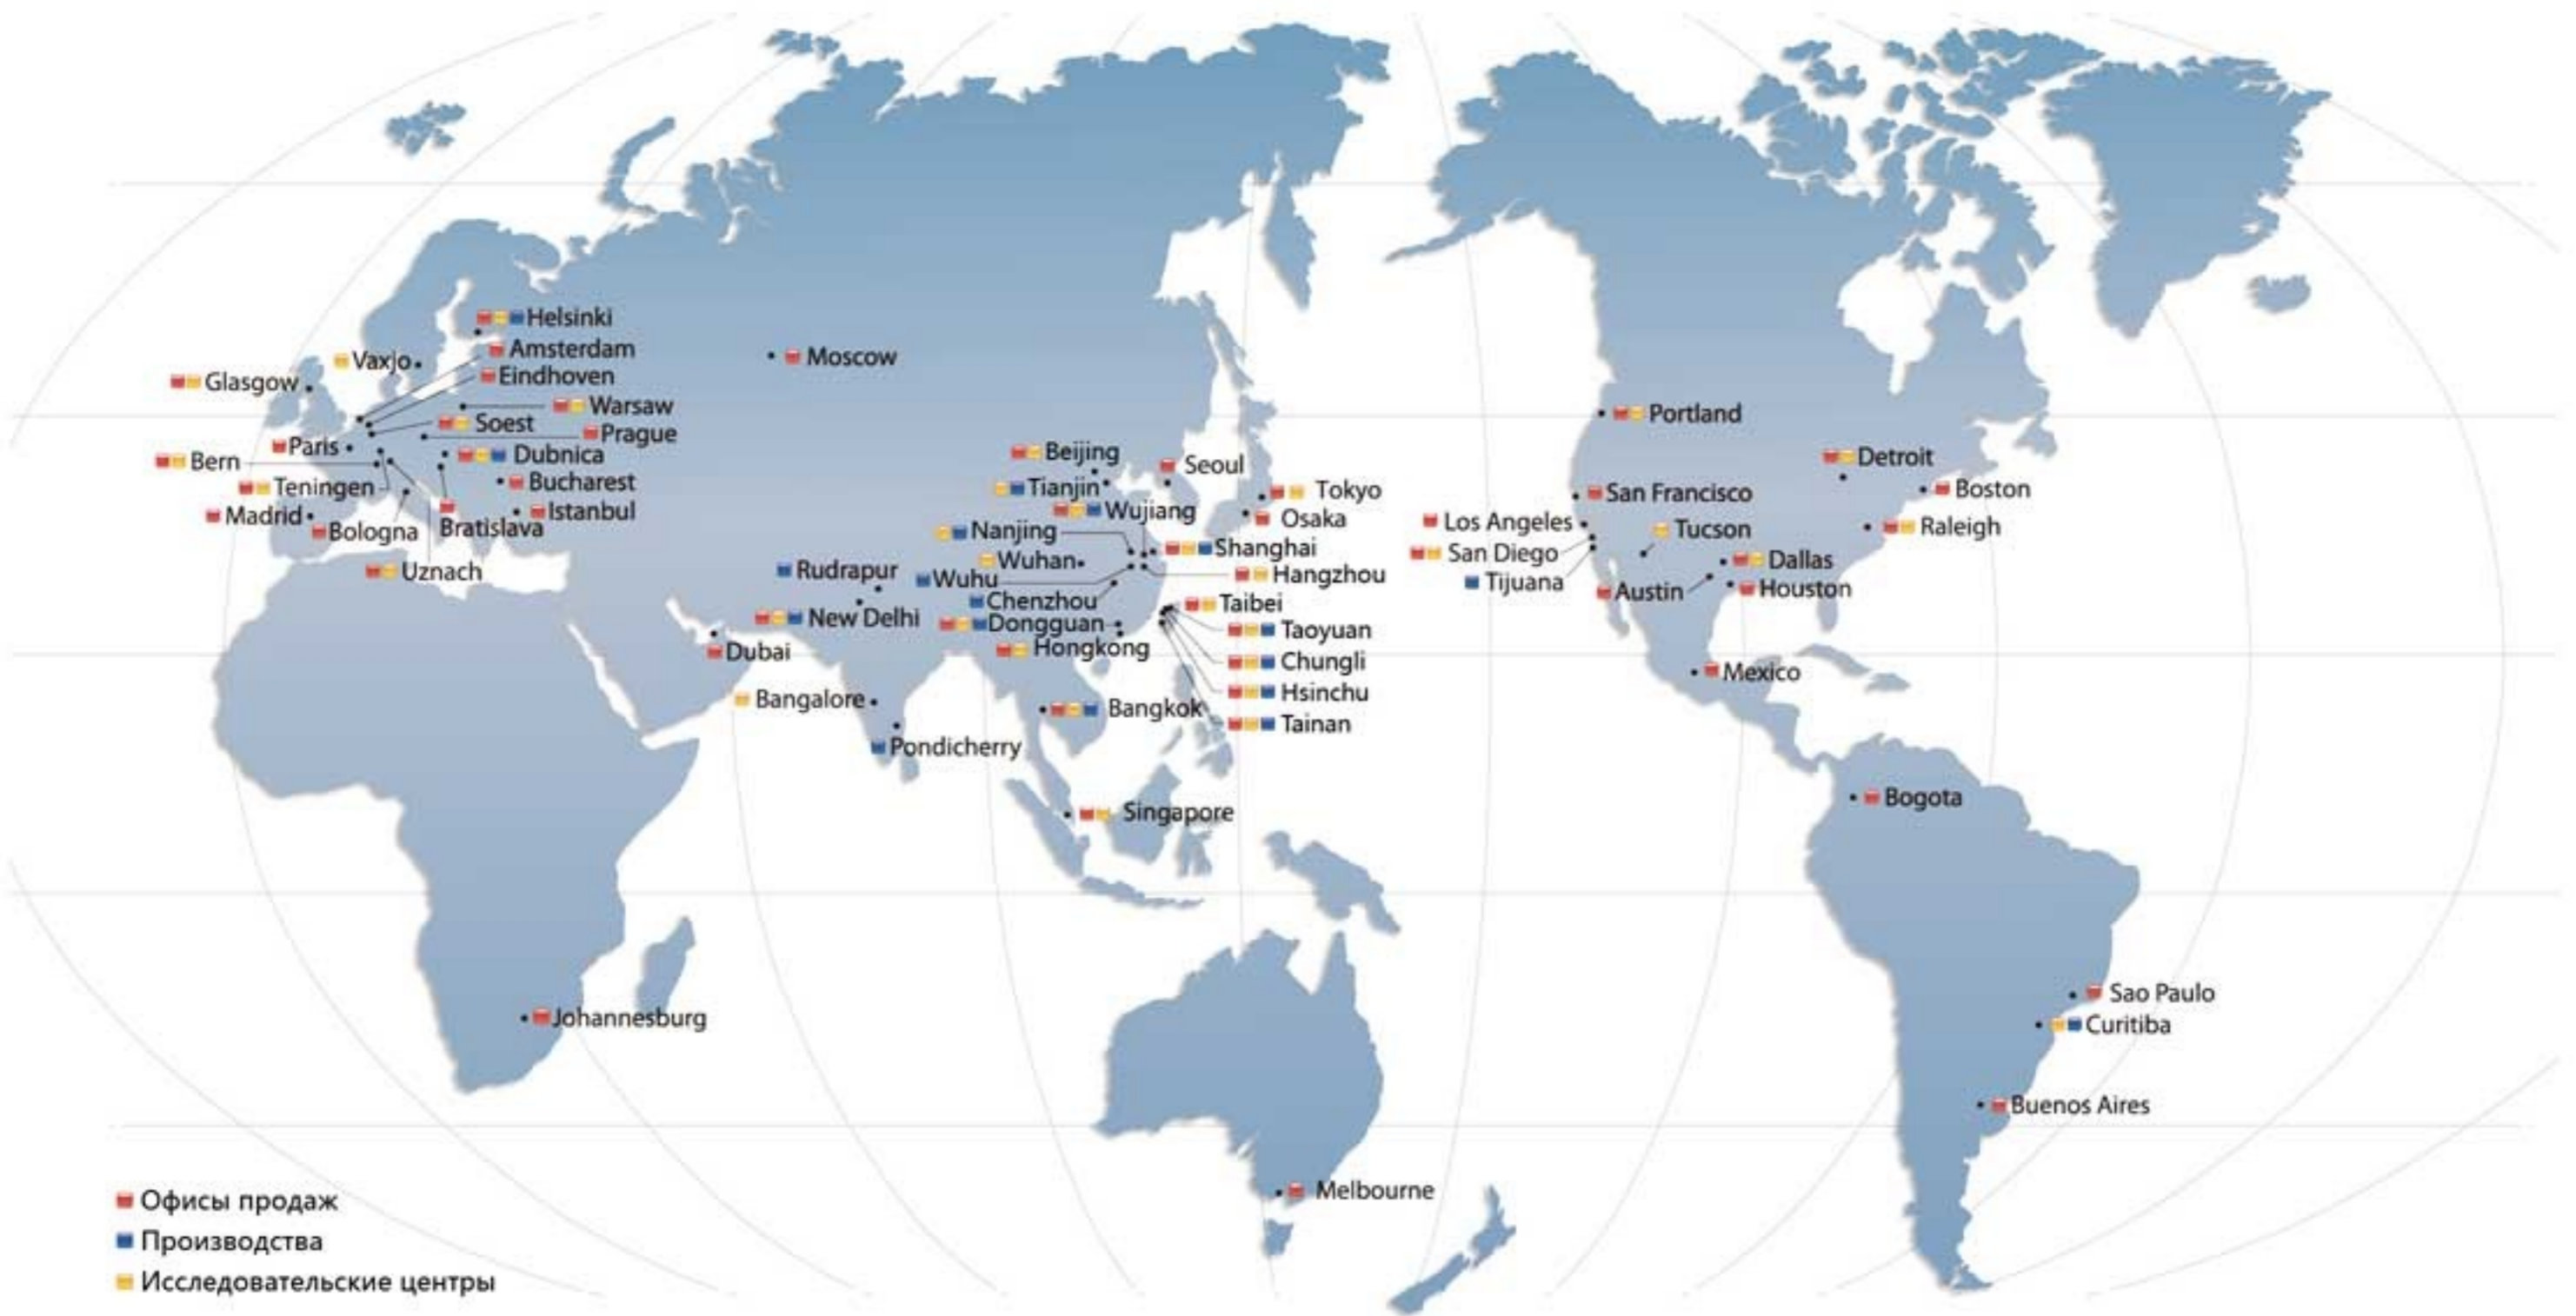 Helsinki
Amsterdam
Vaxjo
Eindhoven
Glasgow
Warsaw
Soest
Prague
Paris
Dubnica
Bern
Bucharest
Teningen
Madrid
Istanbul
Bologna
Bratislava
Uznach
Moscow
Beijing
Seoul
Tianjin
Tokyo
Wujiang
Osaka
Nanjing
Shanghai
Wuhan
Rudrapur
Hangzhou
Wuhu
Chenzhou
Taibei
New Delhi
Dongguan
Taoyuan
Hongkong
Dubai
Chungli
Hsinchu
Bangalore
Bangkok
Tainan
Pondicherry
Singapore
Portland
Detroit
San Francisco
Boston
Los Angeles
Tucson
Raleigh
San Diego
Dallas
Tijuana
Austin
Houston
Mexico
Bogota
Sao Paulo
Johannesburg
Curitiba
Buenos Aires
Melbourne
Офисы продаж
Производства
Исследовательские центры